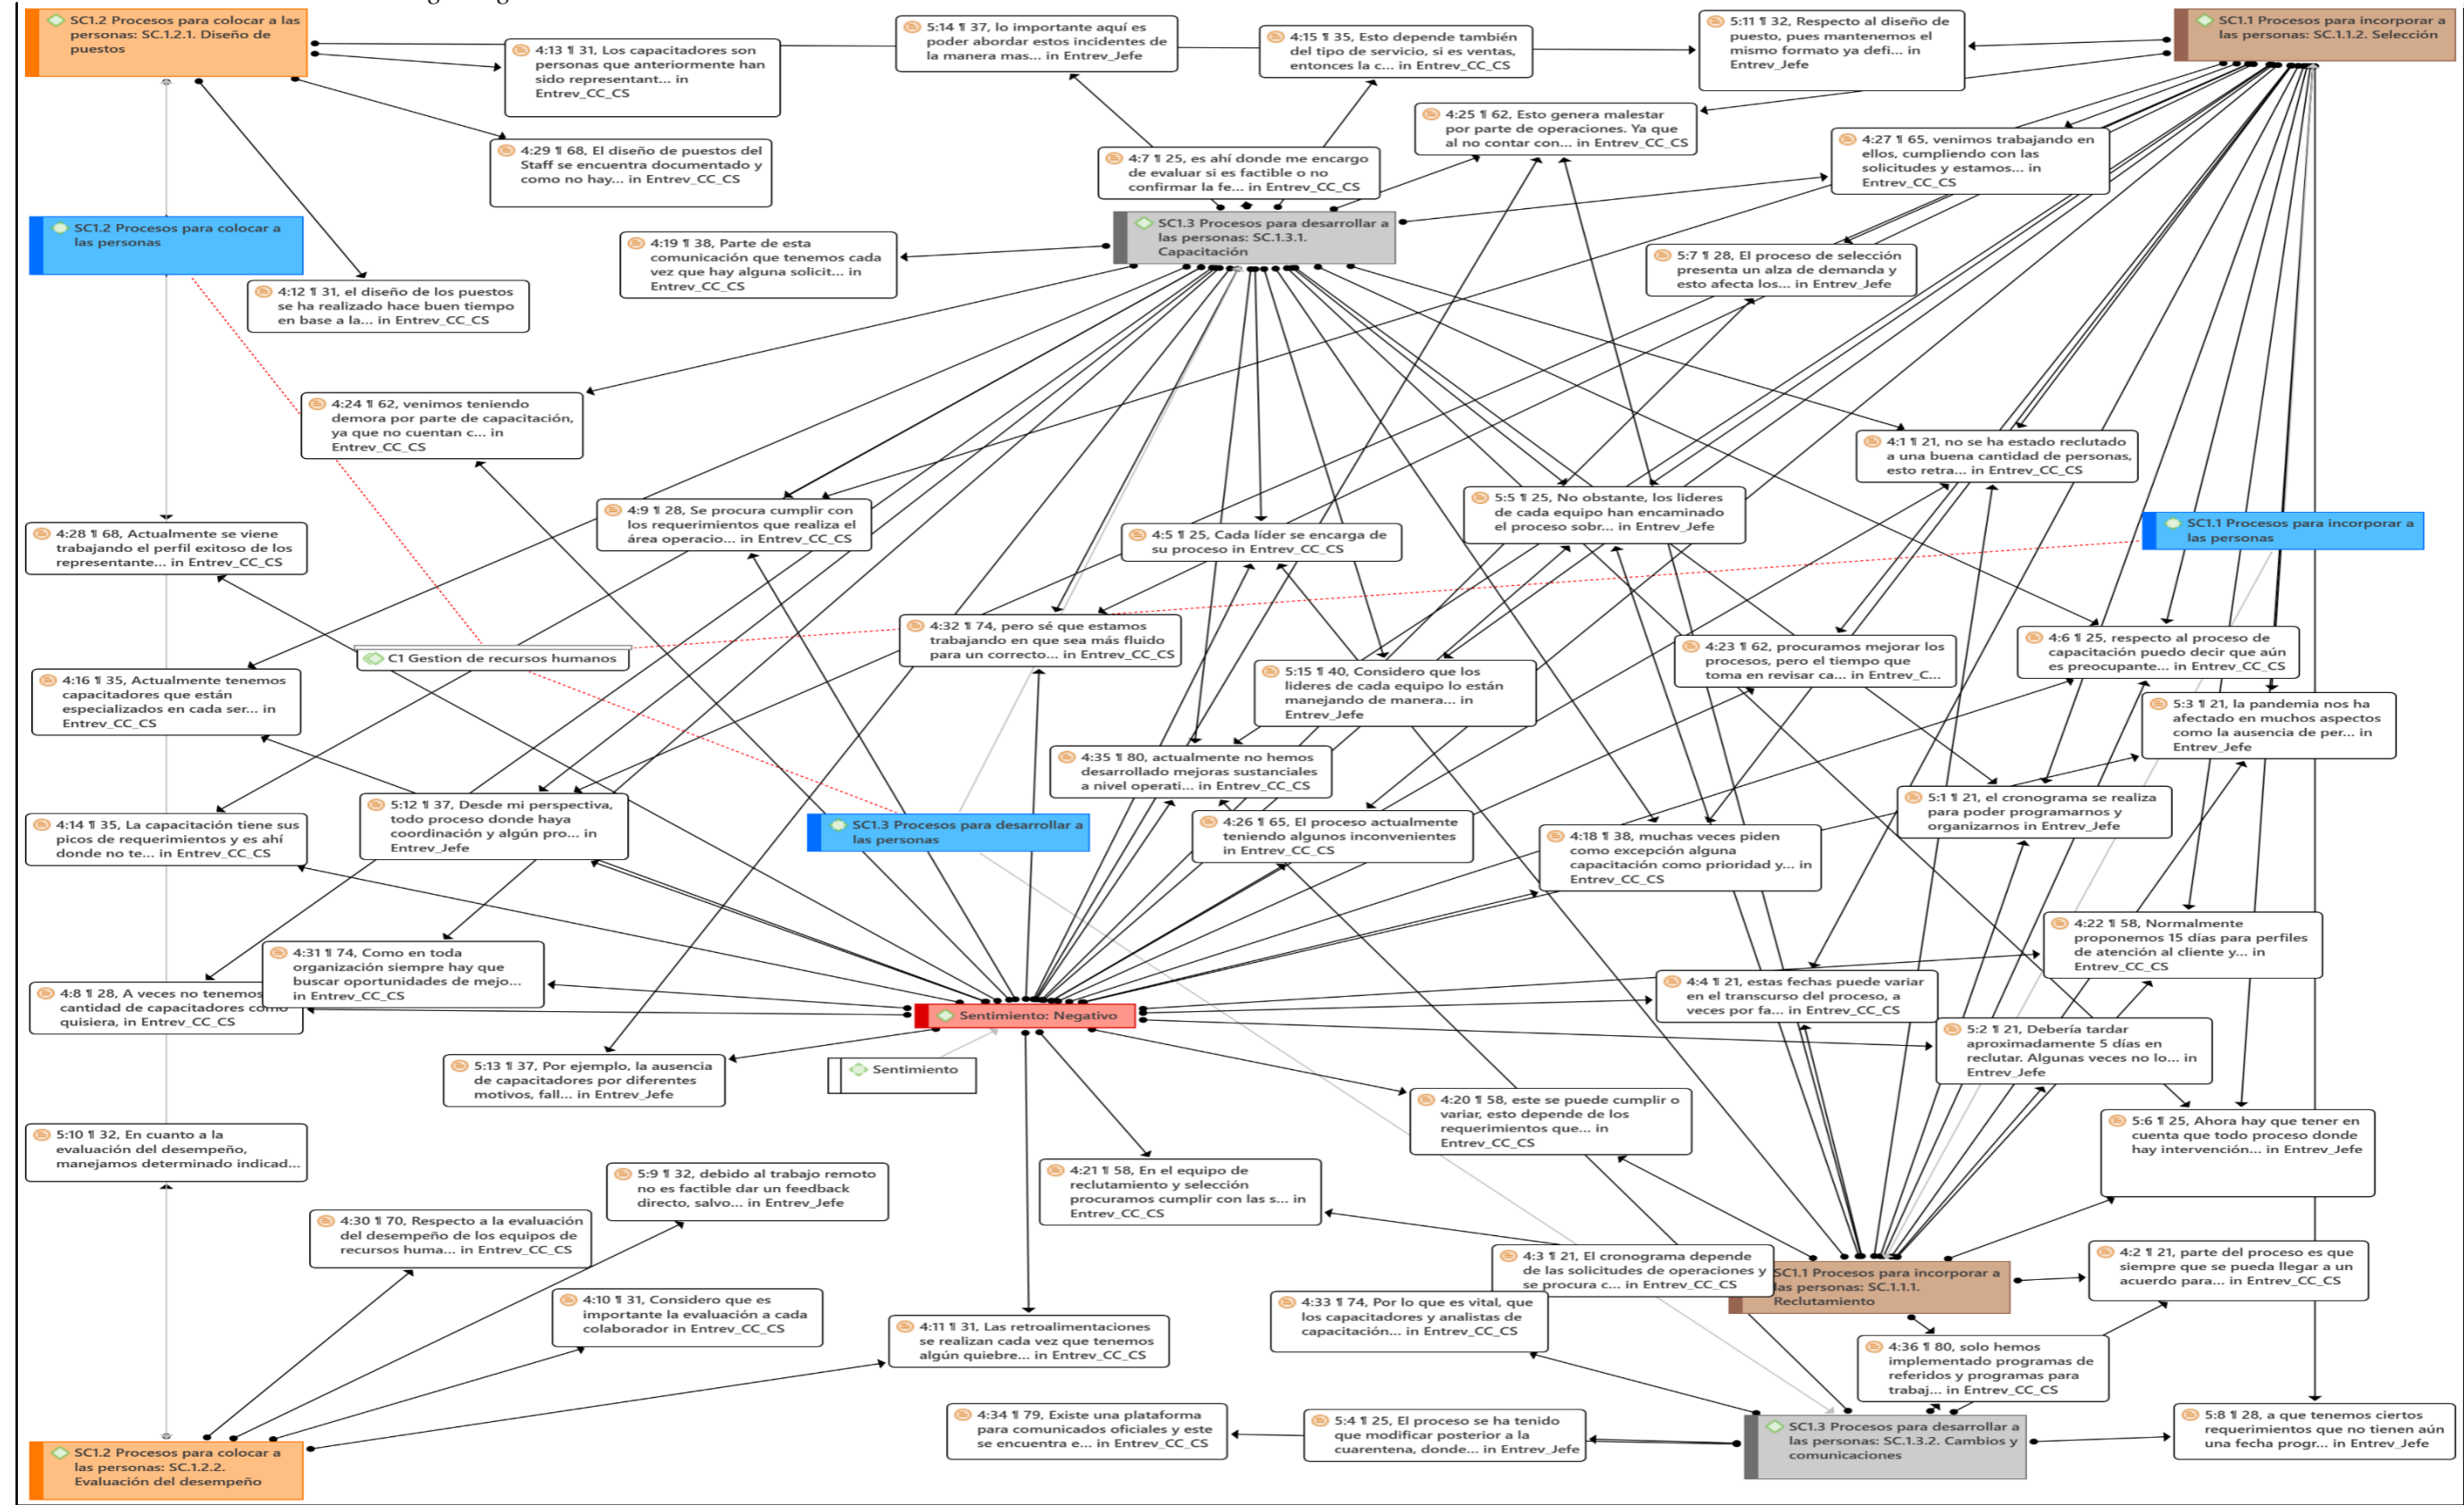 SC1.2 Procesos para colocar a las
personas: SC.1.2.1. Diseño de
puestos
4:13 ¶ 31, Los capacitadores son
personas que anteriormente han
sido representant... in
Entrev_CC_CS
5:14 ¶ 37, lo importante aquí es
poder abordar estos incidentes de
la manera mas... in Entrev_Jefe
4:15 ¶ 35, Esto depende también
del tipo de servicio, si es ventas,
entonces la c... in Entrev_CC_CS
5:11 ¶ 32, Respecto al diseño de
puesto, pues mantenemos el
mismo formato ya defi... in
Entrev_Jefe
SC1.1 Procesos para incorporar a
las personas: SC.1.1.2. Selección
4:29 ¶ 68, El diseño de puestos del
Staff se encuentra documentado y
como no hay... in Entrev_CC_CS
4:7 ¶ 25, es ahí donde me encargo
de evaluar si es factible o no
confirmar la fe... in Entrev_CC_CS
4:25 ¶ 62, Esto genera malestar
por parte de operaciones. Ya que
al no contar con... in Entrev_CC_CS
4:27 ¶ 65, venimos trabajando en
ellos, cumpliendo con las
solicitudes y estamos... in
Entrev_CC_CS
SC1.2 Procesos para colocar a
las personas
4:19 ¶ 38, Parte de esta
comunicación que tenemos cada
vez que hay alguna solicit... in
Entrev_CC_CS
SC1.3 Procesos para desarrollar a
las personas: SC.1.3.1.
Capacitación
5:7 ¶ 28, El proceso de selección
presenta un alza de demanda y
esto afecta los... in Entrev_Jefe
4:12 ¶ 31, el diseño de los puestos
se ha realizado hace buen tiempo
en base a la... in Entrev_CC_CS
4:24 ¶ 62, venimos teniendo
demora por parte de capacitación,
ya que no cuentan c... in
Entrev_CC_CS
4:1 ¶ 21, no se ha estado reclutado
a una buena cantidad de personas,
esto retra... in Entrev_CC_CS
4:28 ¶ 68, Actualmente se viene
trabajando el perfil exitoso de los
representante... in Entrev_CC_CS
4:9 ¶ 28, Se procura cumplir con
los requerimientos que realiza el
área operacio... in Entrev_CC_CS
4:5 ¶ 25, Cada líder se encarga de
su proceso in Entrev_CC_CS
5:5 ¶ 25, No obstante, los lideres
de cada equipo han encaminado
el proceso sobr... in Entrev_Jefe
SC1.1 Procesos para incorporar a
las personas
C1 Gestion de recursos humanos
4:32 ¶ 74, pero sé que estamos
trabajando en que sea más fluido
para un correcto... in Entrev_CC_CS
5:15 ¶ 40, Considero que los
lideres de cada equipo lo están
manejando de manera... in
Entrev_Jefe
4:23 ¶ 62, procuramos mejorar los
procesos, pero el tiempo que
toma en revisar ca... in Entrev_C...
4:6 ¶ 25, respecto al proceso de
capacitación puedo decir que aún
es preocupante... in Entrev_CC_CS
4:16 ¶ 35, Actualmente tenemos
capacitadores que están
especializados en cada ser... in
Entrev_CC_CS
5:3 ¶ 21, la pandemia nos ha
afectado en muchos aspectos
como la ausencia de per... in
Entrev_Jefe
4:35 ¶ 80, actualmente no hemos
desarrollado mejoras sustanciales
a nivel operati... in Entrev_CC_CS
4:14 ¶ 35, La capacitación tiene sus
picos de requerimientos y es ahí
donde no te... in Entrev_CC_CS
5:12 ¶ 37, Desde mi perspectiva,
todo proceso donde haya
coordinación y algún pro... in
Entrev_Jefe
SC1.3 Procesos para desarrollar a
las personas
4:26 ¶ 65, El proceso actualmente
teniendo algunos inconvenientes
in Entrev_CC_CS
4:18 ¶ 38, muchas veces piden
como excepción alguna
capacitación como prioridad y... in
Entrev_CC_CS
5:1 ¶ 21, el cronograma se realiza
para poder programarnos y
organizarnos in Entrev_Jefe
4:31 ¶ 74, Como en toda
organización siempre hay que
buscar oportunidades de mejo...
in Entrev_CC_CS
4:8 ¶ 28, A veces no tenemos
cantidad de capacitadores como
quisiera, in Entrev_CC_CS
Sentimiento: Negativo
4:22 ¶ 58, Normalmente
proponemos 15 días para perfiles
de atención al cliente y... in
Entrev_CC_CS
4:4 ¶ 21, estas fechas puede variar
en el transcurso del proceso, a
veces por fa... in Entrev_CC_CS
5:2 ¶ 21, Debería tardar
aproximadamente 5 días en
reclutar. Algunas veces no lo... in
Entrev_Jefe
5:13 ¶ 37, Por ejemplo, la ausencia
de capacitadores por diferentes
motivos, fall... in Entrev_Jefe
Sentimiento
4:20 ¶ 58, este se puede cumplir o
variar, esto depende de los
requerimientos que... in
Entrev_CC_CS
5:6 ¶ 25, Ahora hay que tener en
cuenta que todo proceso donde
hay intervención... in Entrev_Jefe
5:10 ¶ 32, En cuanto a la
evaluación del desempeño,
manejamos determinado indicad...
5:9 ¶ 32, debido al trabajo remoto
no es factible dar un feedback
directo, salvo... in Entrev_Jefe
4:21 ¶ 58, En el equipo de
reclutamiento y selección
procuramos cumplir con las s... in
Entrev_CC_CS
4:30 ¶ 70, Respecto a la evaluación
del desempeño de los equipos de
recursos huma... in Entrev_CC_CS
4:3 ¶ 21, El cronograma depende
de las solicitudes de operaciones y
se procura c... in Entrev_CC_CS
SC1.1 Procesos para incorporar a
las personas: SC.1.1.1.
Reclutamiento
4:2 ¶ 21, parte del proceso es que
siempre que se pueda llegar a un
acuerdo para... in Entrev_CC_CS
4:10 ¶ 31, Considero que es
importante la evaluación a cada
colaborador in Entrev_CC_CS
4:11 ¶ 31, Las retroalimentaciones
se realizan cada vez que tenemos
algún quiebre... in Entrev_CC_CS
4:33 ¶ 74, Por lo que es vital, que
los capacitadores y analistas de
capacitación... in Entrev_CC_CS
4:36 ¶ 80, solo hemos
implementado programas de
referidos y programas para
trabaj... in Entrev_CC_CS
SC1.2 Procesos para colocar a
las personas: SC.1.2.2.
Evaluación del desempeño
4:34 ¶ 79, Existe una plataforma
para comunicados oficiales y este
se encuentra e... in Entrev_CC_CS
5:4 ¶ 25, El proceso se ha tenido
que modificar posterior a la
cuarentena, donde... in Entrev_Jefe
SC1.3 Procesos para desarrollar a
las personas: SC.1.3.2. Cambios y
comunicaciones
5:8 ¶ 28, a que tenemos ciertos
requerimientos que no tienen aún
una fecha progr... in Entrev_Jefe